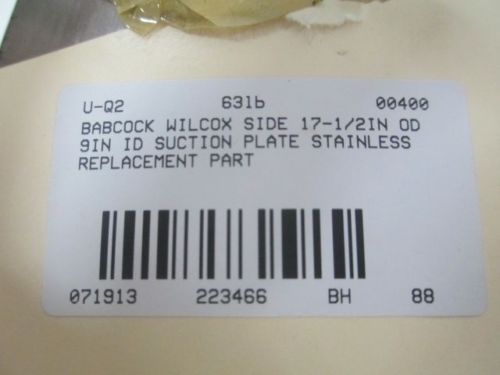 U-Q2 631b 00400
BABCOCK WILCOX SIDE 17-1/2IN OD
9IN ID SUCTION PLATE STAINLESS
REPLACEMENT PART
071913 223466 BH 88